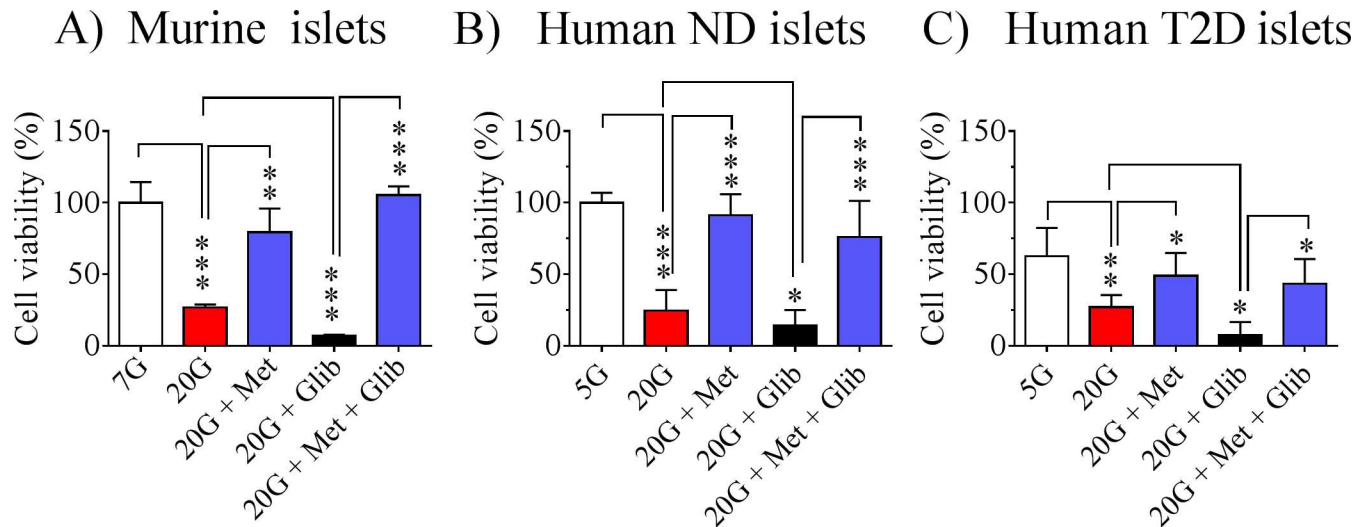 A) Murine islets
Cell viability (%)
150
100
50
0
***
**
***
***
7G
20G
20G + Met
20G + Glib
20G + Met + Glib
B) Human ND islets
Cell viability (%)
150
100
50
0
***
***
*
***
5G
20G
20G + Met
20G + Glib
20G + Met + Glib
C) Human T2D islets
Cell viability (%)
150
100
50
0
**
*
*
*
5G
20G
20G + Met
20G + Glib
20G + Met + Glib